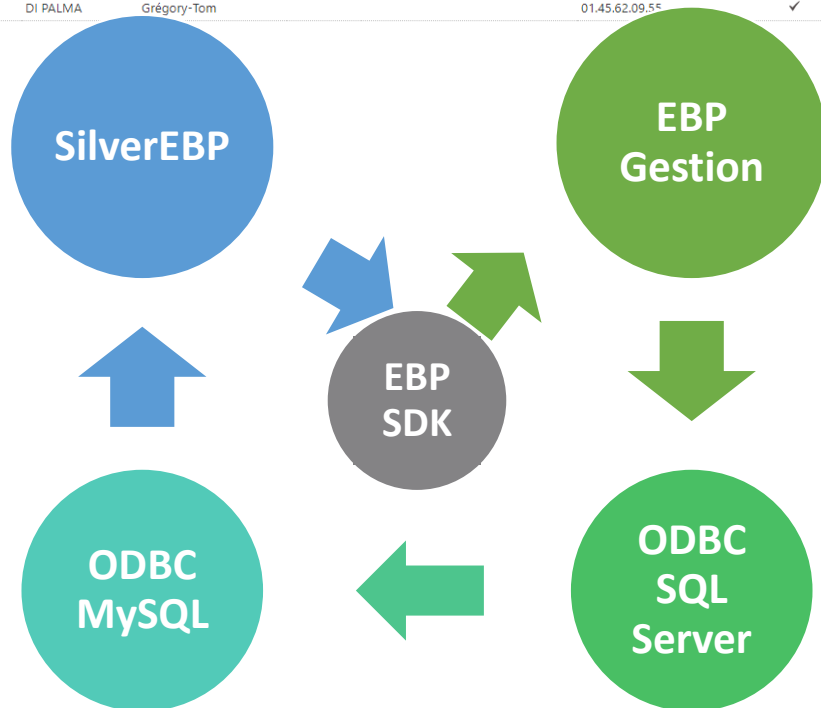 DI PALMA Grégory-Tom 01.45.62.09.55 ✓
SilverEBP
EBP
Gestion
EBP
SDK
ODBC
MySQL
ODBC
SQL
Server